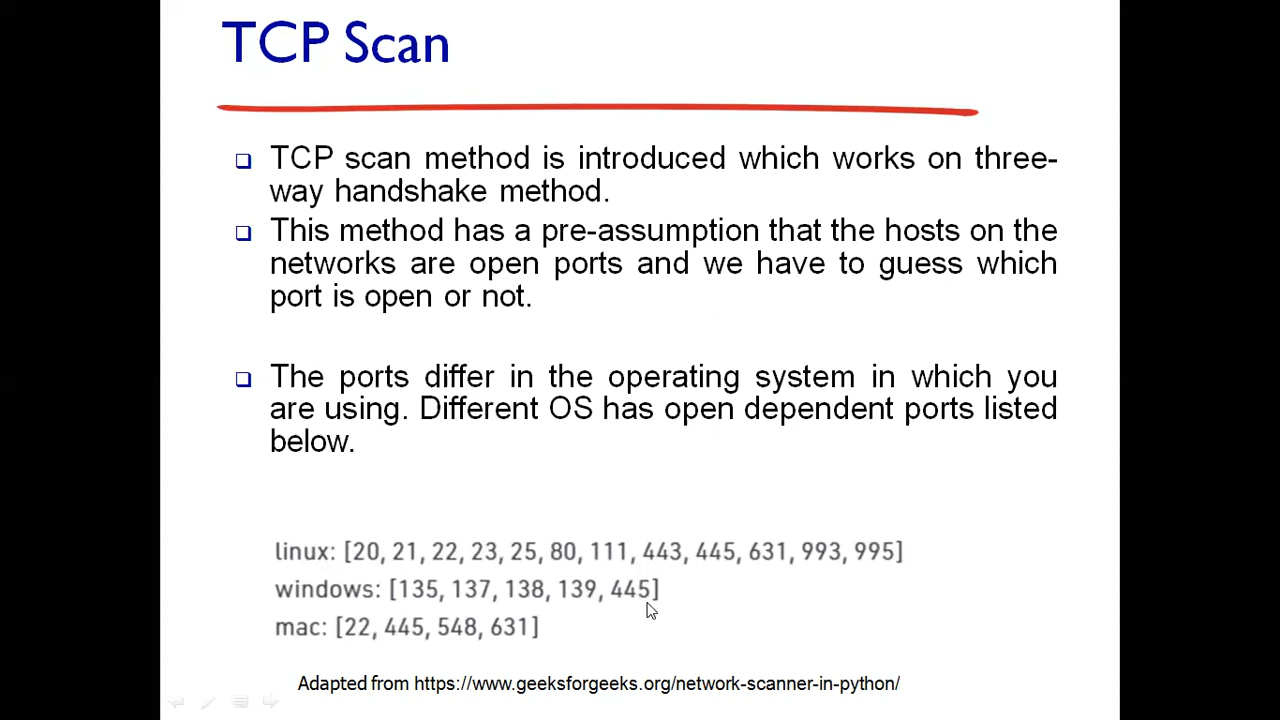 TCP Scan
TCP scan method is introduced which works on three-
way handshake method.
This method has a pre-assumption that the hosts on the
networks are open ports and we have to guess which
port is open or not.
The ports differ in the operating system in which you
are using. Different OS has open dependent ports listed
below.
linux: [20, 21, 22, 23, 25, 80, 111, 443, 445, 631, 993, 995]
windows: [135, 137, 138, 139, 445]
mac: [22, 445, 548, 631]
Adapted from https://www.geeksforgeeks.org/network-scanner-in-python/